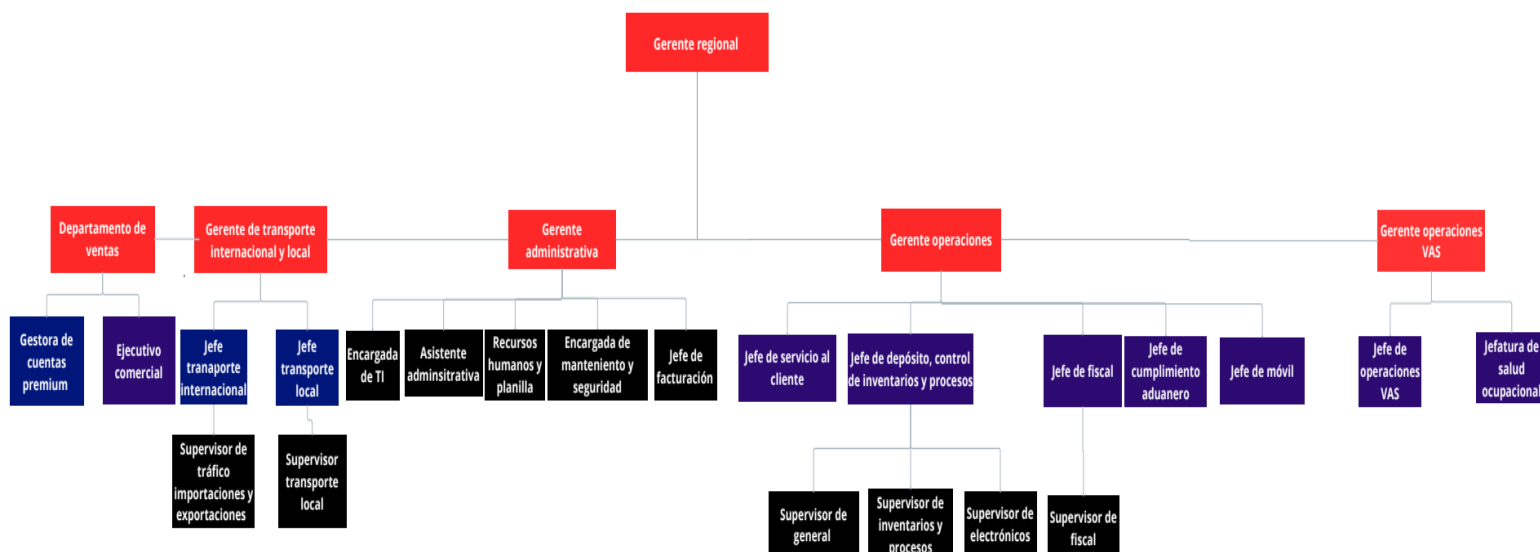 Gerente regional
Departamento de
ventas
Gerente de transporte
internacional y local
Gerente
administrativa
Gerente operaciones
Gerente operaciones
VAS
Gestora de
cuentas
premium
Ejecutivo
comercial
Jefe
tranaporte
internacional
Jefe
transporte
local
Encargada
de TI
Asistente
adminsitrativa
Recursos
humanos y
planilla
Encargada de
mantenimiento y
seguridad
Jefe de
facturación
Jefe de servicio al
cliente
Jefe de depósito, control
de inventarios y procesos
Jefe de fiscal
Jefe de
cumplimiento
aduanero
Jefe de móvil
Jefe de
operaciones
VAS
Jefatura de
salud
ocupacional
Supervisor de
tráfico
importaciones y
exportaciones
Supervisor
transporte
local
Supervisor de
general
Supervisor de
inventarios y
procesos
Supervisor de
electrónicos
Supervisor de
fiscal